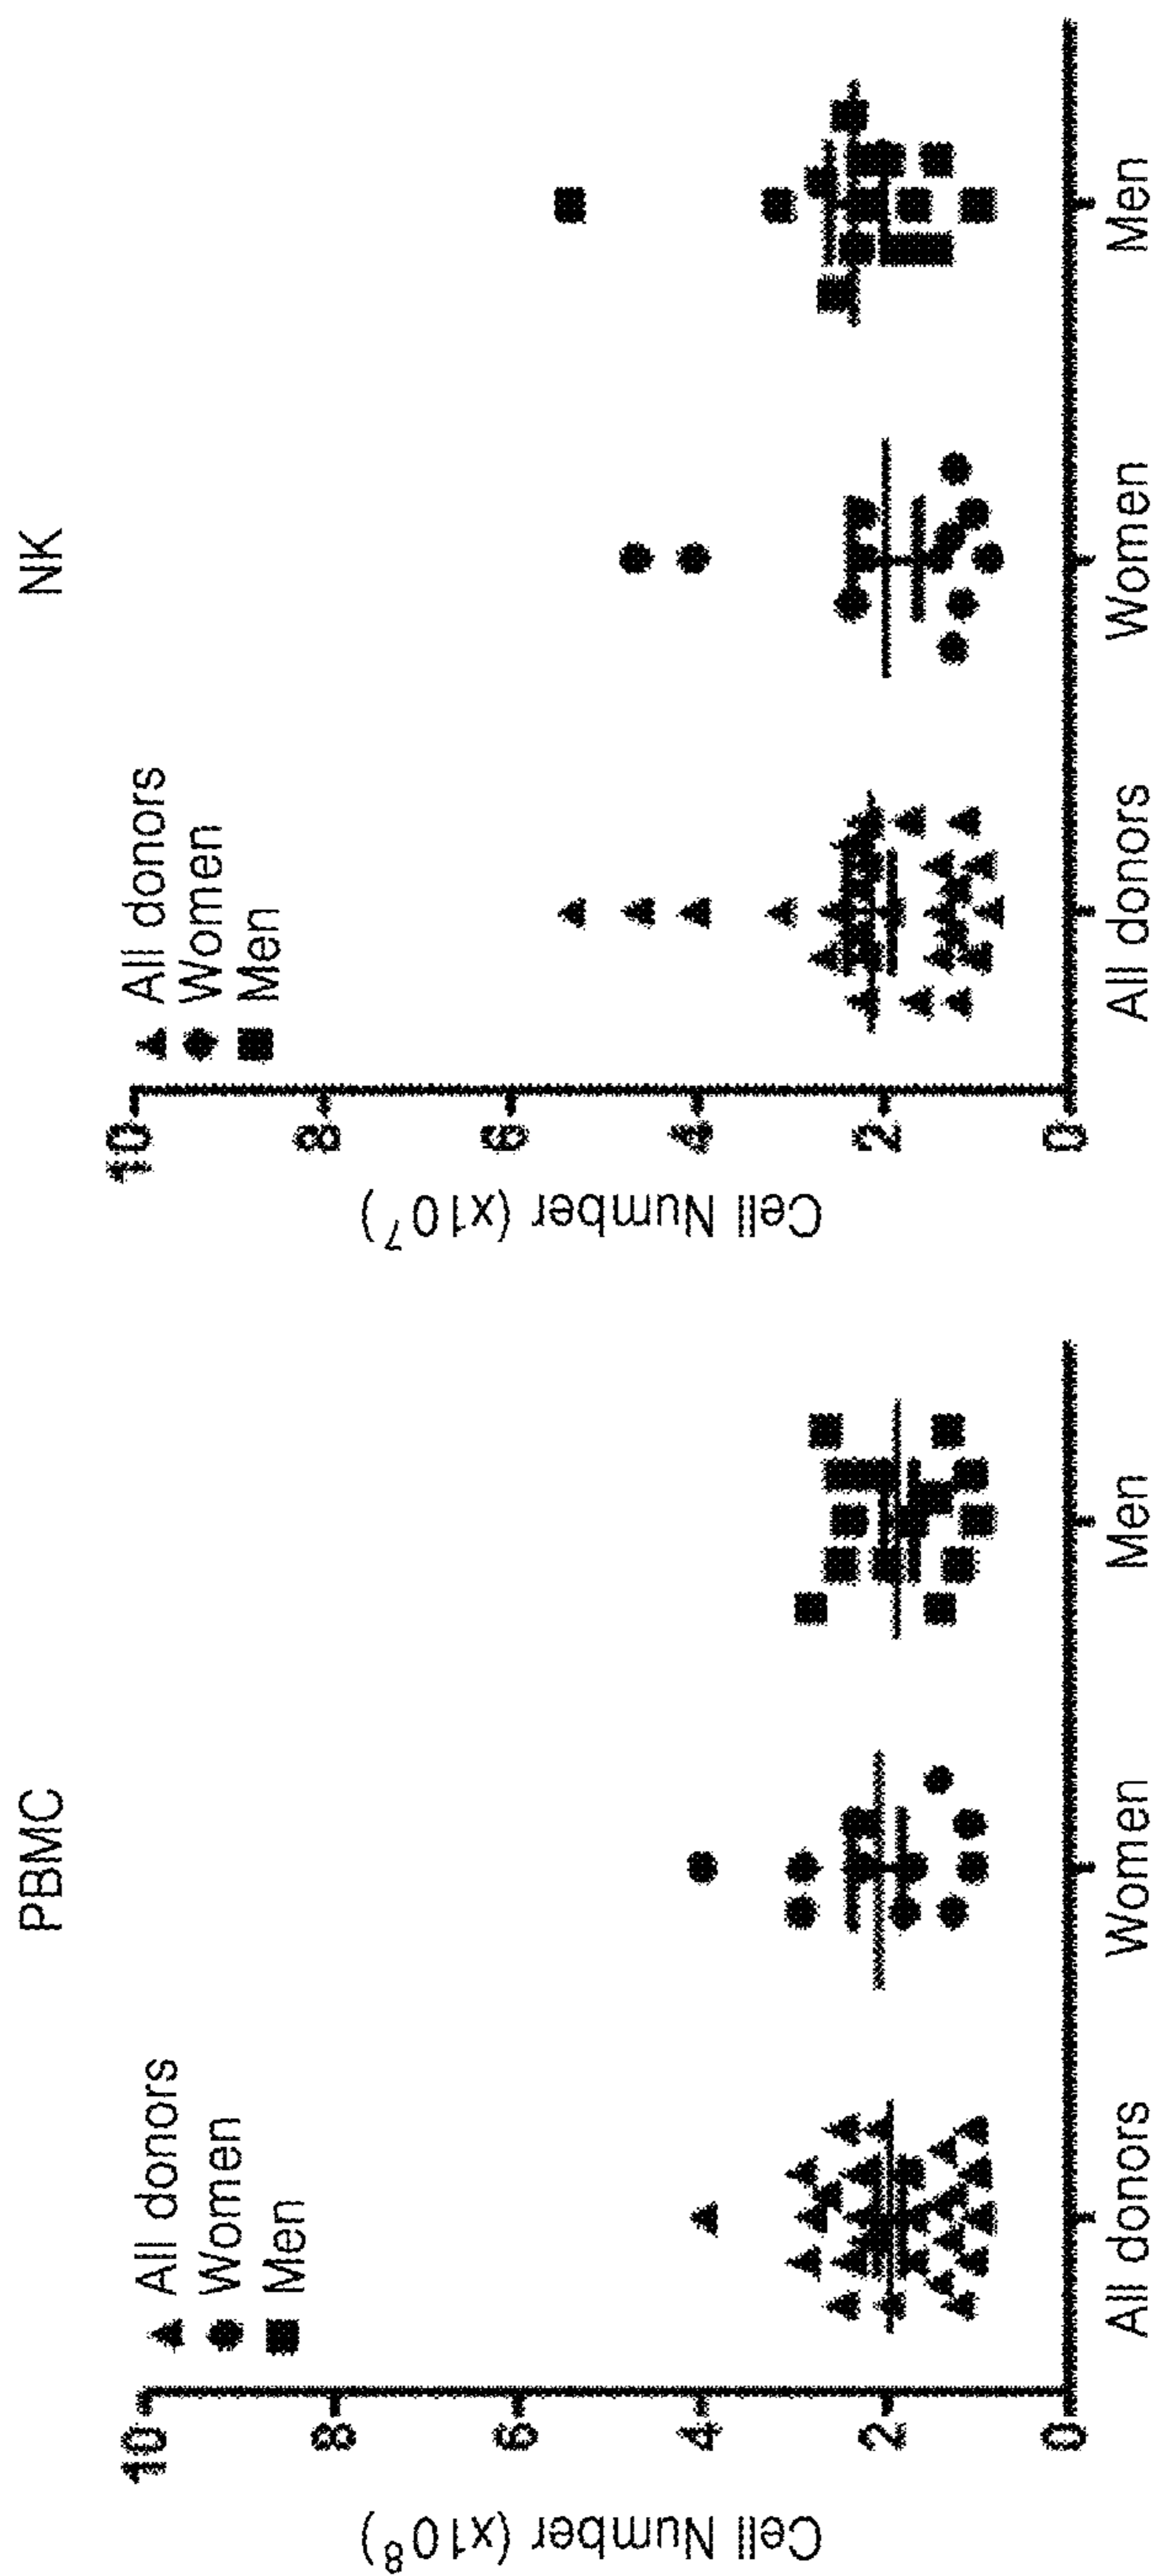 PBMC
Cell Number (x10⁸)
10
8
6
4
2
0
All donors
Women
Men
All donors
Women
Men
NK
Cell Number (x10⁷)
10
8
6
4
2
0
All donors
Women
Men
All donors
Women
Men